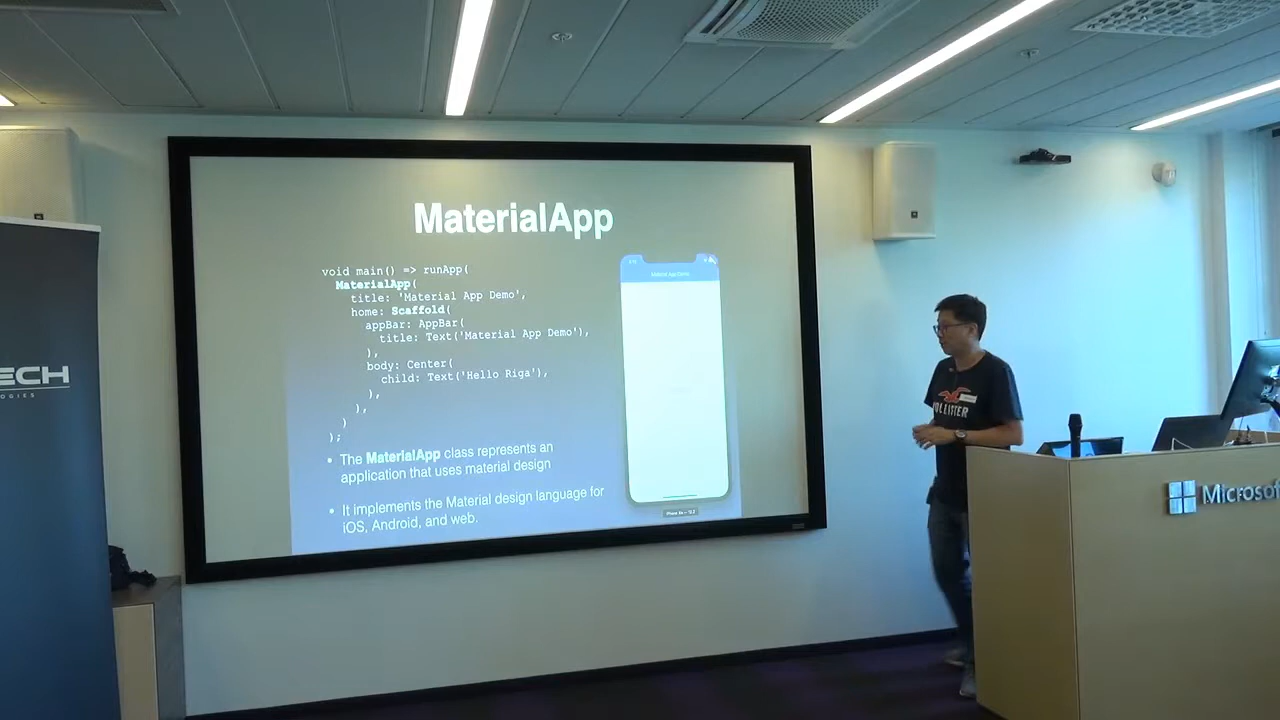 MaterialApp
void main() => runApp(
MaterialApp(
title: 'Material App Demo',
home: Scaffold(
appBar: AppBar(
title: Text('Material App Demo'),
),
body: Center(
child: Text('Hello Riga'),
),
),
)
);
• The MaterialApp class represents an
application that uses material design
• It implements the Material design language for
iOS, Android, and web.
Material App Demo
ECH
OGIES
HOLLISTER
Microsof